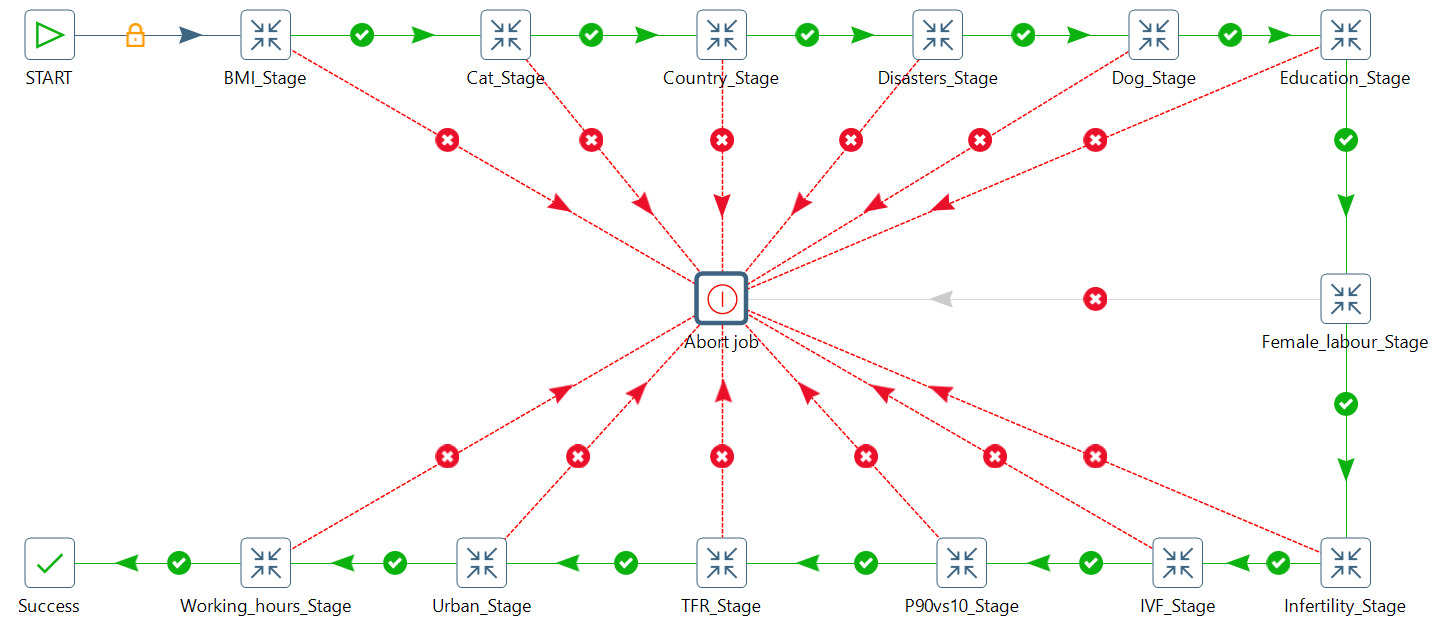 START
BMI_Stage
Cat_Stage
Country_Stage
Disasters_Stage
Dog_Stage
Education_Stage
Abort job
Female_labour_Stage
Success
Working_hours_Stage
Urban_Stage
TFR_Stage
P90vs10_Stage
IVF_Stage
Infertility_Stage